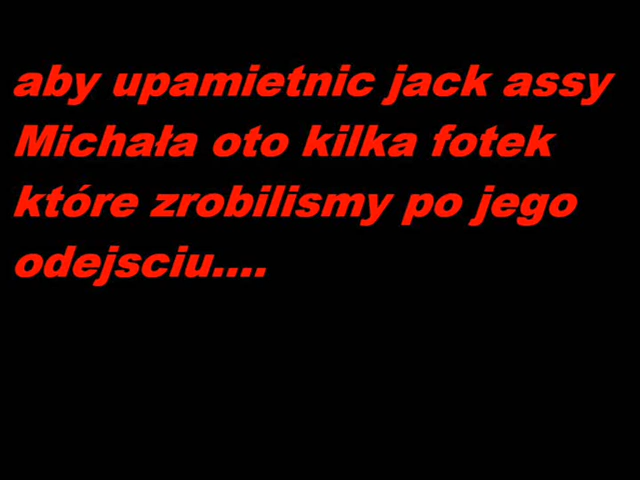 aby upamietnic jack assy
Michała oto kilka fotek
które zrobilismy po jego
odejsciu....